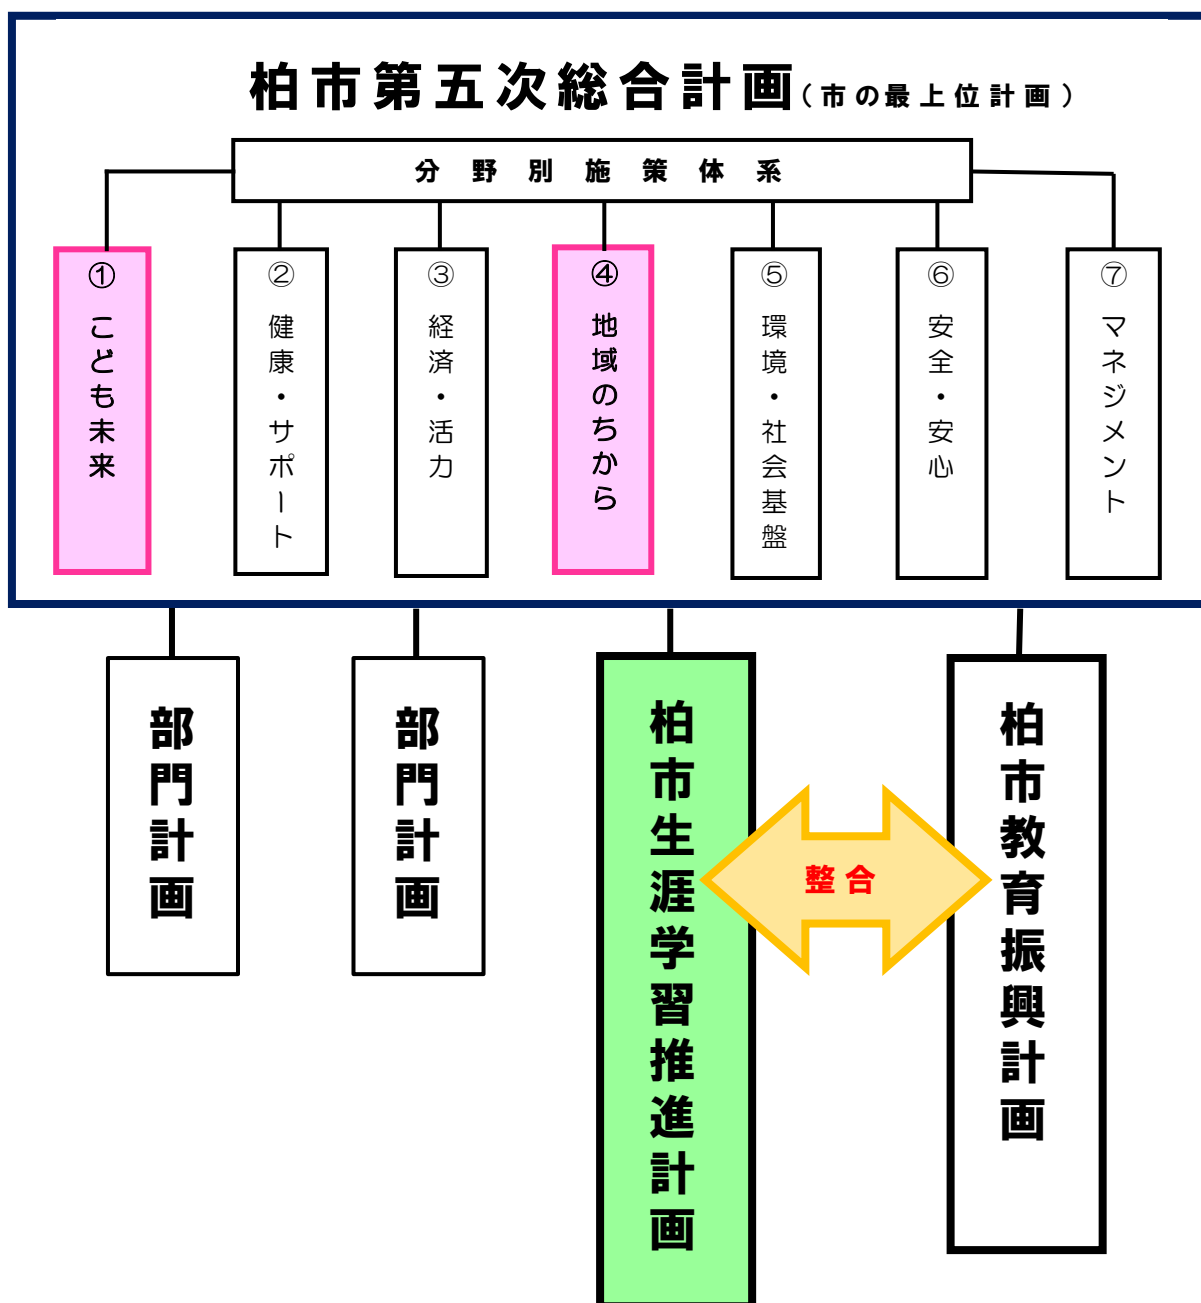 柏市第五次総合計画（市の最上位計画）
分野別施策体系
①こども未来
②健康・サポート
③経済・活力
④地域のちから
⑤環境・社会基盤
⑥安全・安心
⑦マネジメント
部門計画
部門計画
柏市生涯学習推進計画
整合
柏市教育振興計画